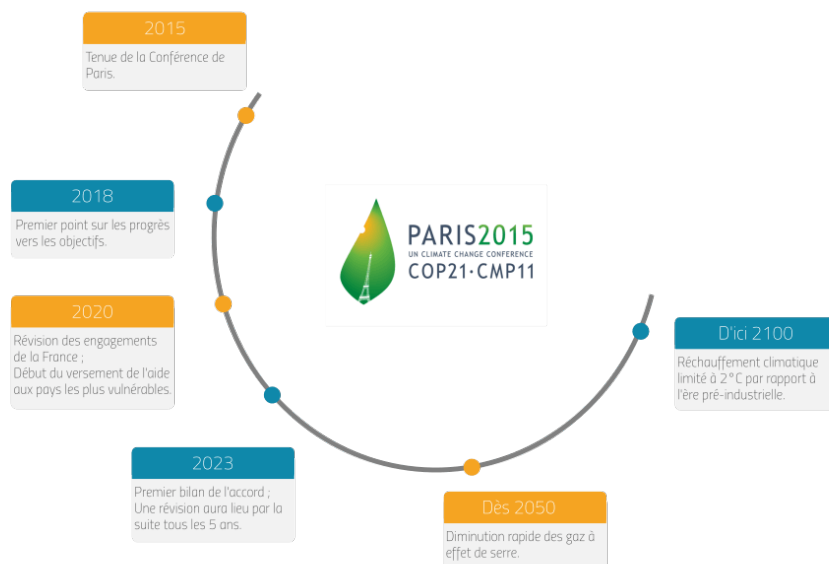 2015
Tenue de la Conférence de
Paris.
2018
Premier point sur les progrès
vers les objectifs.
2020
Révision des engagements
de la France ;
Début du versement de l'aide
aux pays les plus vulnérables.
2023
Premier bilan de l'accord ;
Une révision aura lieu par la
suite tous les 5 ans.
Dès 2050
Diminution rapide des gaz à
effet de serre.
D'ici 2100
Réchauffement climatique
limité à 2°C par rapport à
l'ère pré-industrielle.
PARIS2015
UN CLIMATE CHANGE CONFERENCE
COP21·CMP11